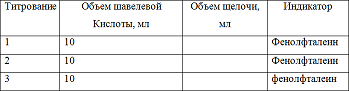 Титрование Объем шавелевой Объем щелочи, Индикатор
Кислоты, мл мл
1 10 Фенолфталеин
2 10 Фенолфталеин
3 10 фенолфталеин